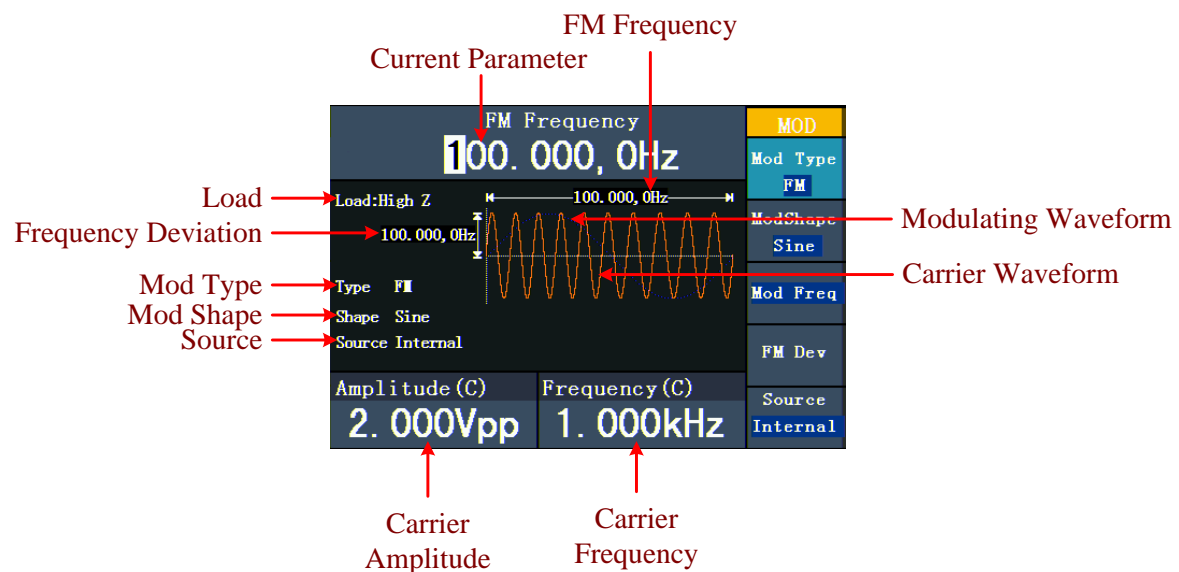 FM Frequency
Current Parameter
FM Frequency
100.000,0Hz
MOD
Mod Type
FM
Load
Load:High Z
100.000,0Hz
ModShape
Sine
Modulating Waveform
Frequency Deviation
100.000,0Hz
Carrier Waveform
Mod Type
Type FM
Mod Freq
Mod Shape
Shape Sine
Source
Source Internal
FM Dev
Amplitude(C)
2.000Vpp
Frequency(C)
1.000kHz
Source
Internal
Carrier
Amplitude
Carrier
Frequency